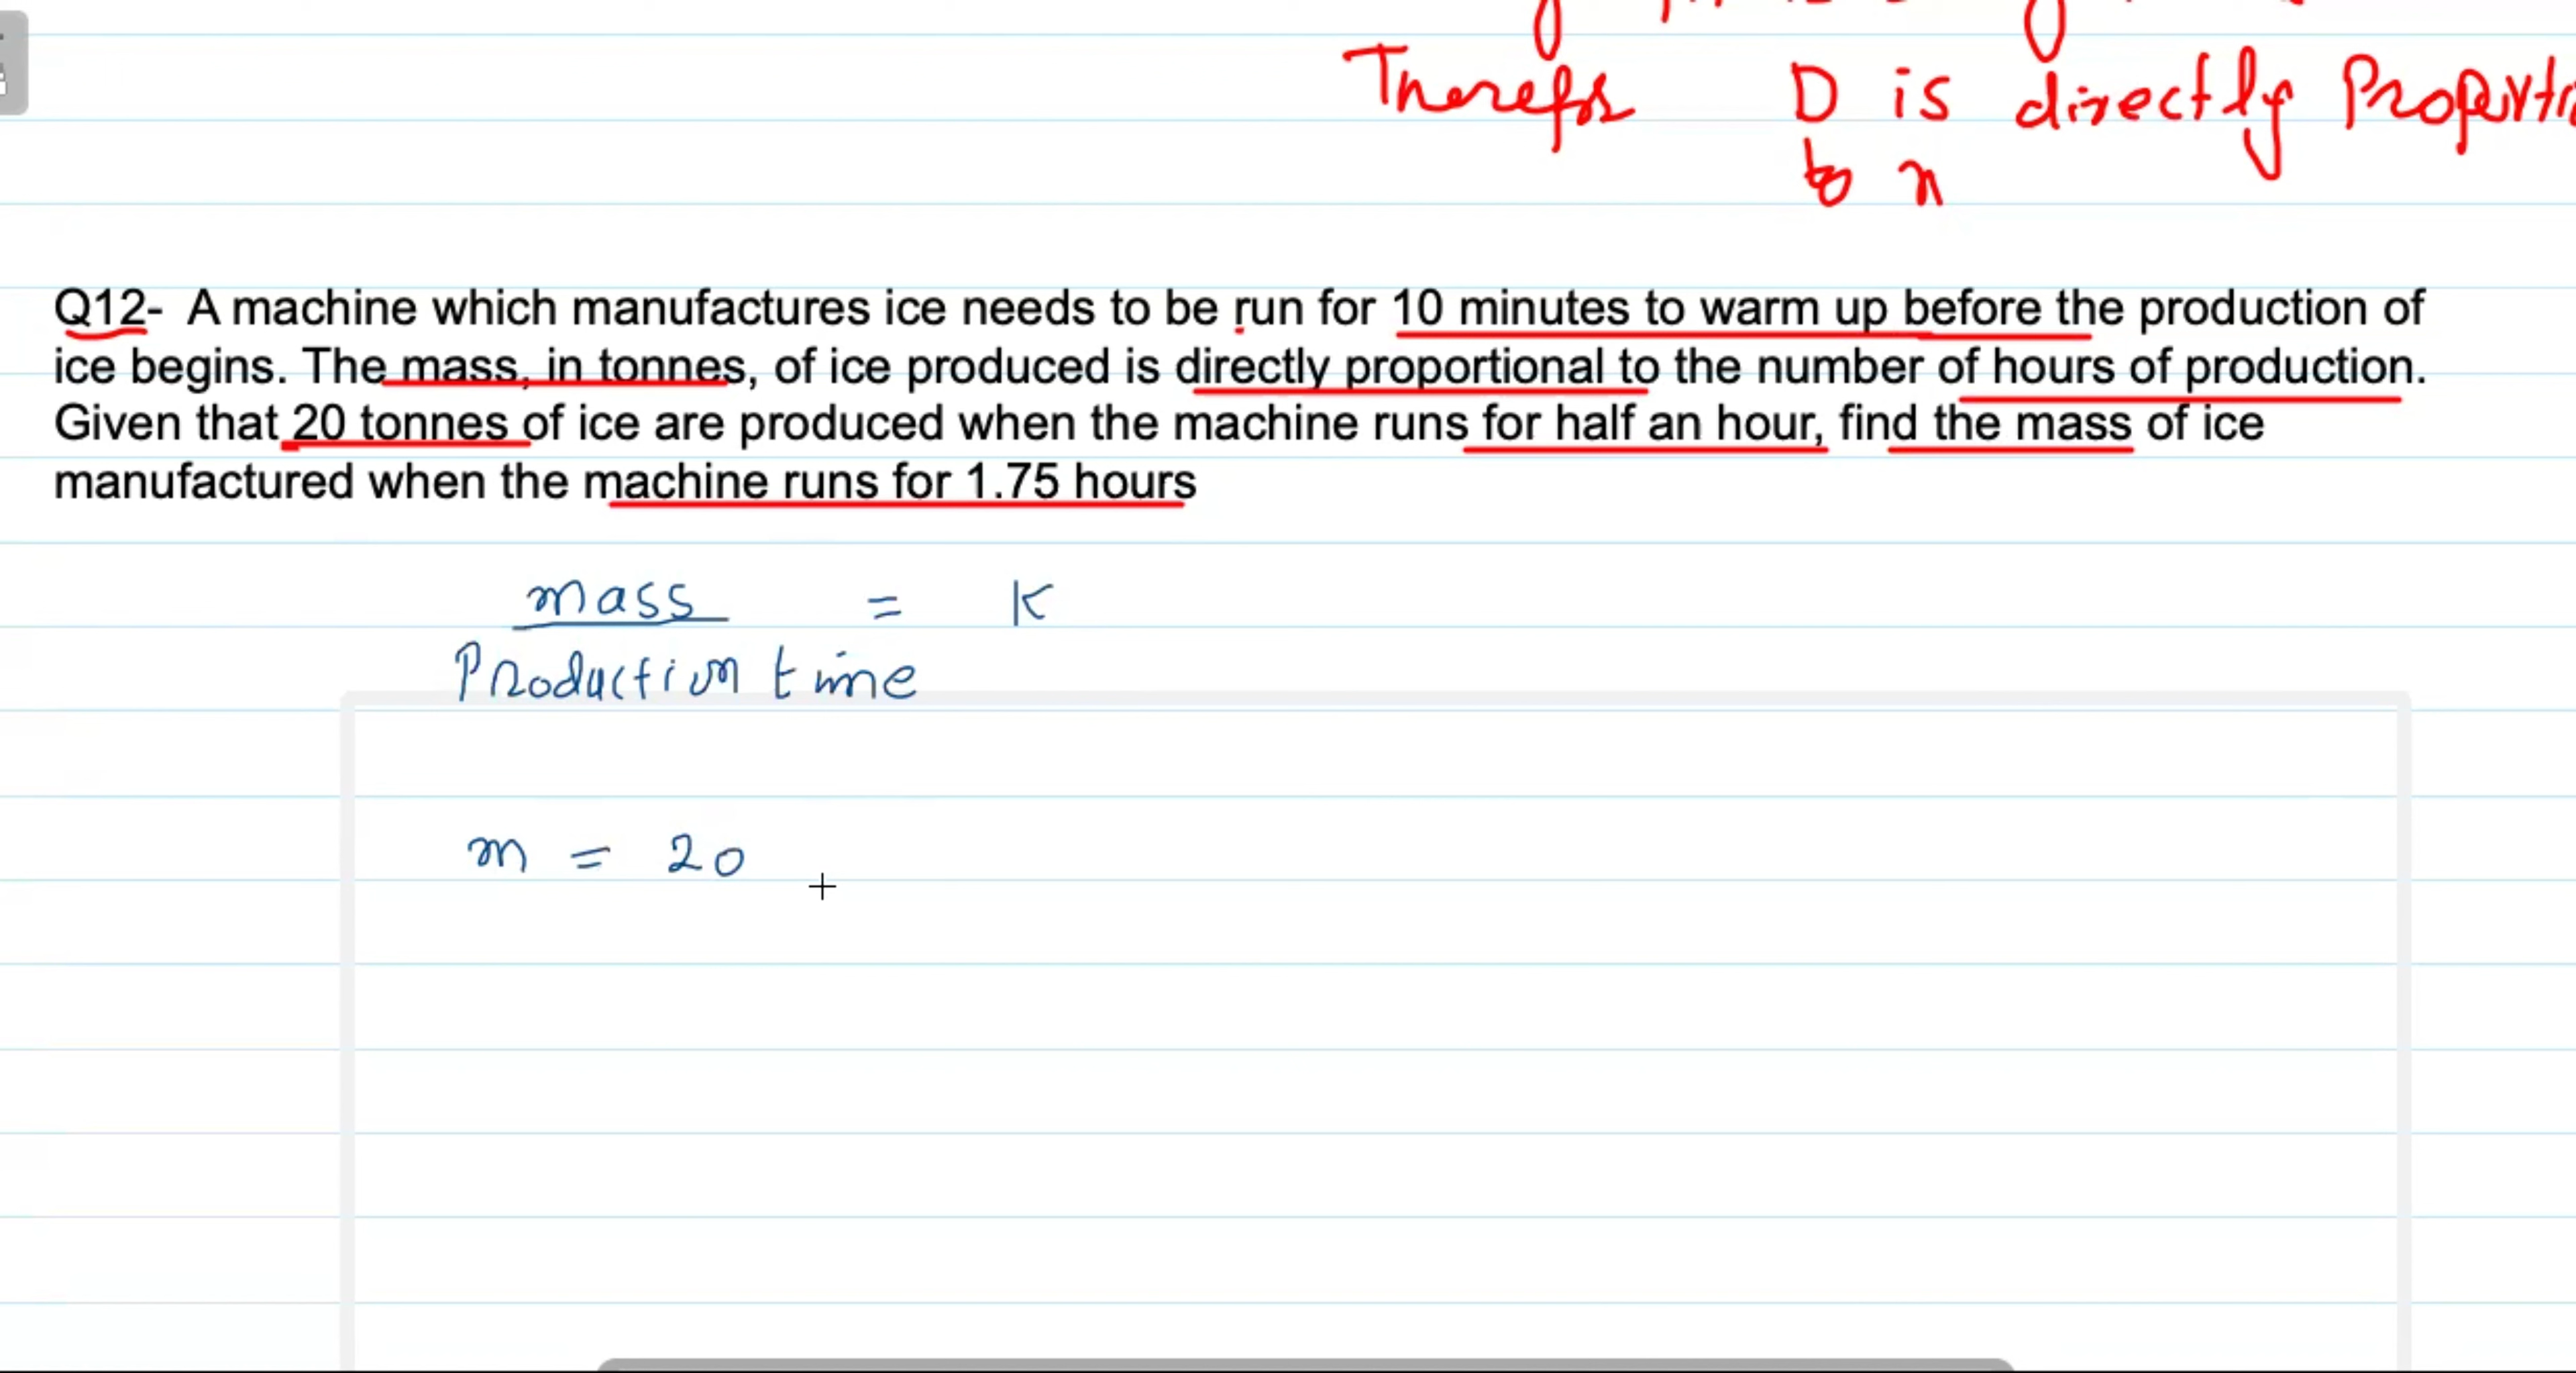 Therefor D is directly
to x
Q12- A machine which manufactures ice needs to be run for 10 minutes to warm up before the production of
ice begins. The mass, in tonnes, of ice produced is directly proportional to the number of hours of production.
Given that 20 tonnes of ice are produced when the machine runs for half an hour, find the mass of ice
manufactured when the machine runs for 1.75 hours
mass = K
Production time
m = 20